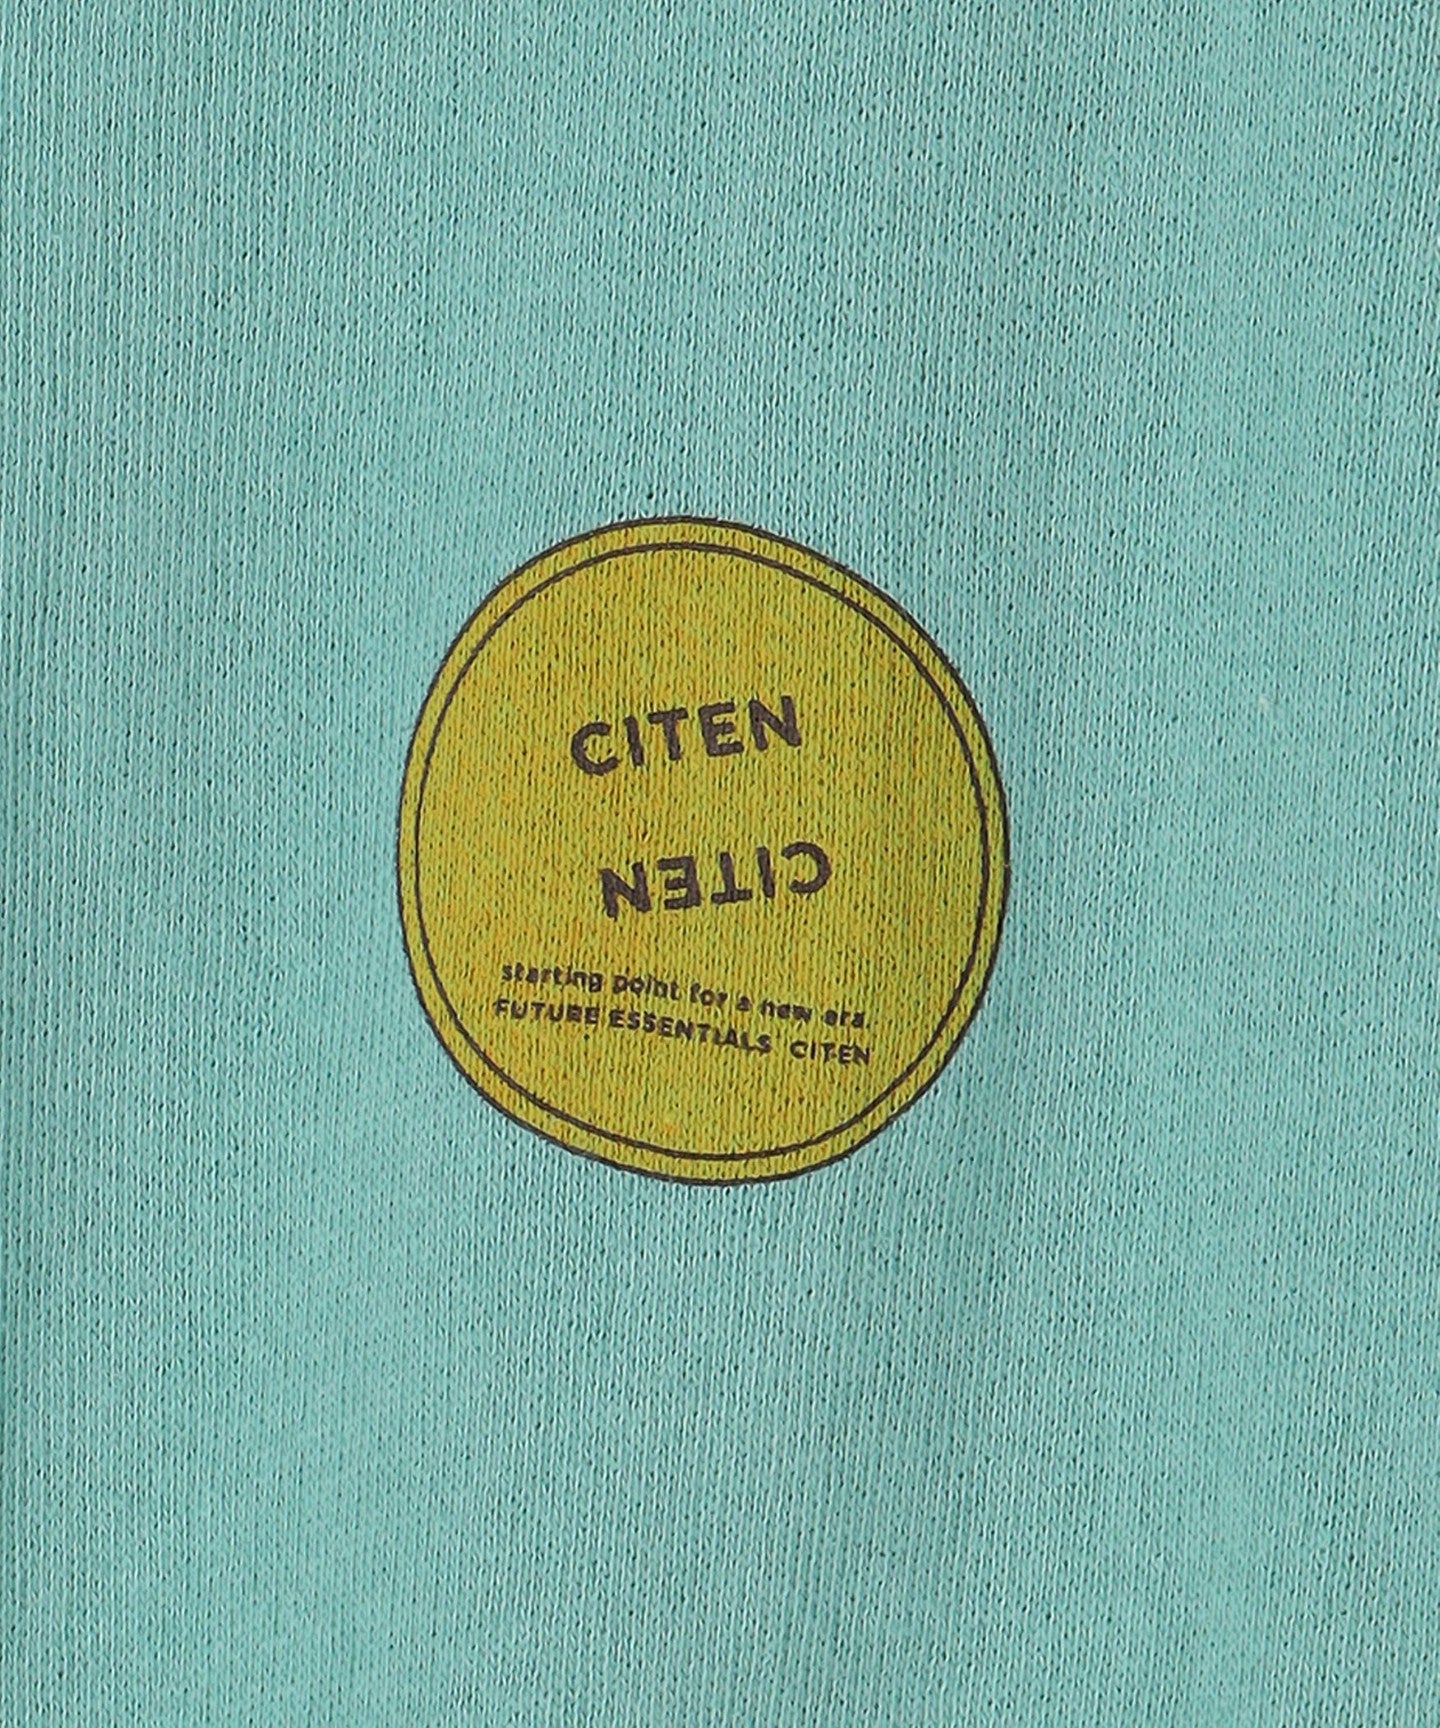 CITEN
CITEN
starting point for a new era.
FUTURE ESSENTIALS CITEN